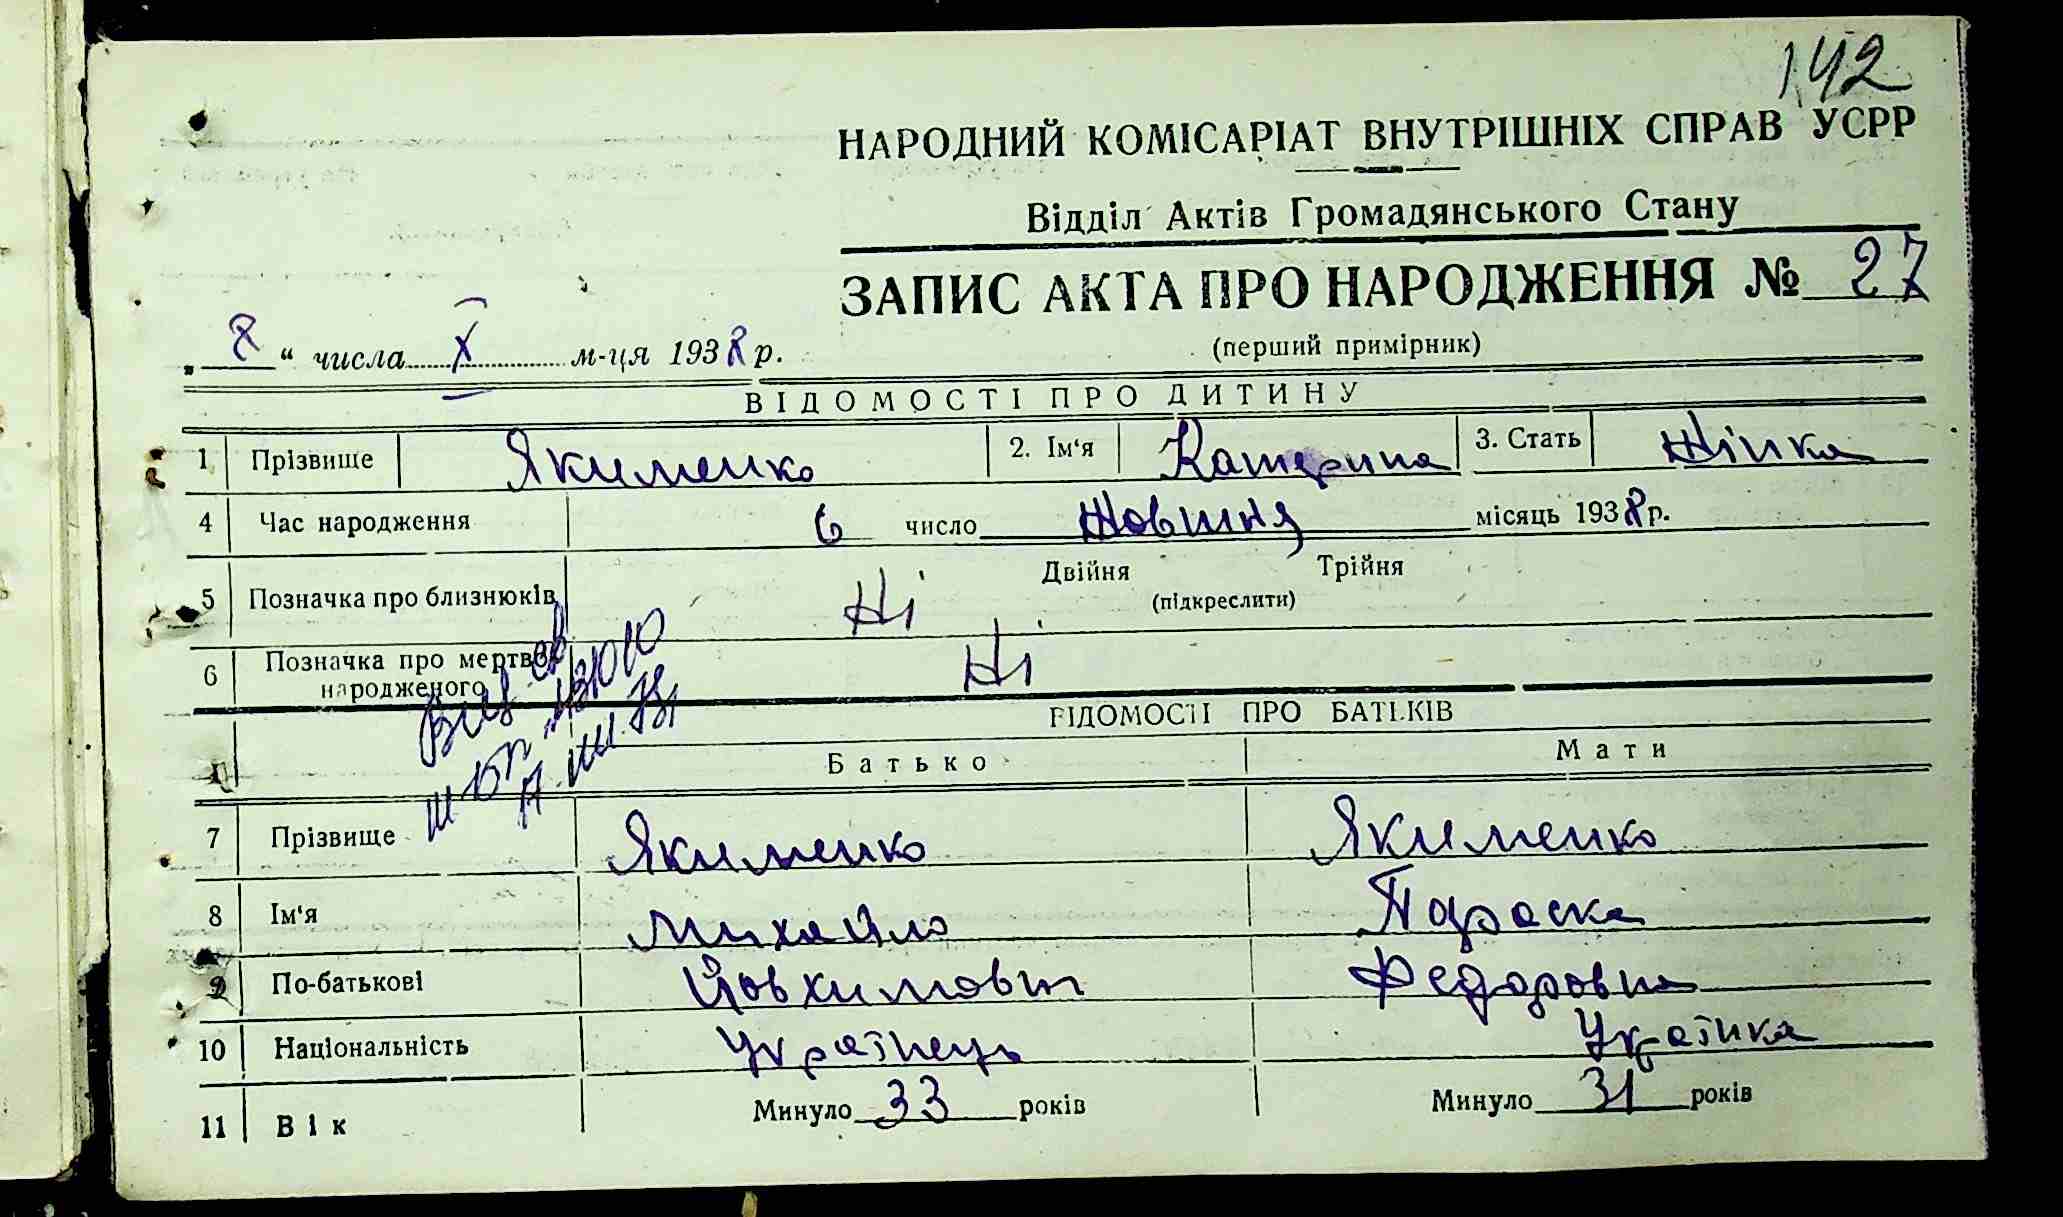 142
НАРОДНИЙ КОМІСАРІАТ ВНУТРІШНІХ СПРАВ УСРР
Відділ Актів Громадянського Стану
ЗАПИС АКТА ПРО НАРОДЖЕННЯ № 27
(перший примірник)
„ 8 “ числа X м-ця 1938 р.
ВІДОМОСТІ ПРО ДИТИНУ
1 Прізвище Якименко 2. Ім'я Катерина 3. Стать Жінка
4 Час народження 6 число Жовтня місяць 1938 р.
5 Позначка про близнюків Ні Двійня Трійня
(підкреслити)
6 Позначка про мертво народженого Ні
ВІДОМОСТІ ПРО БАТЬКІВ
Батько Мати
7 Прізвище Якименко Якименко
8 Ім'я Михайло Параска
9 По-батькові Йовхимович Федоровна
10 Національність Українець Українка
11 Вік Минуло 33 років Минуло 31 років